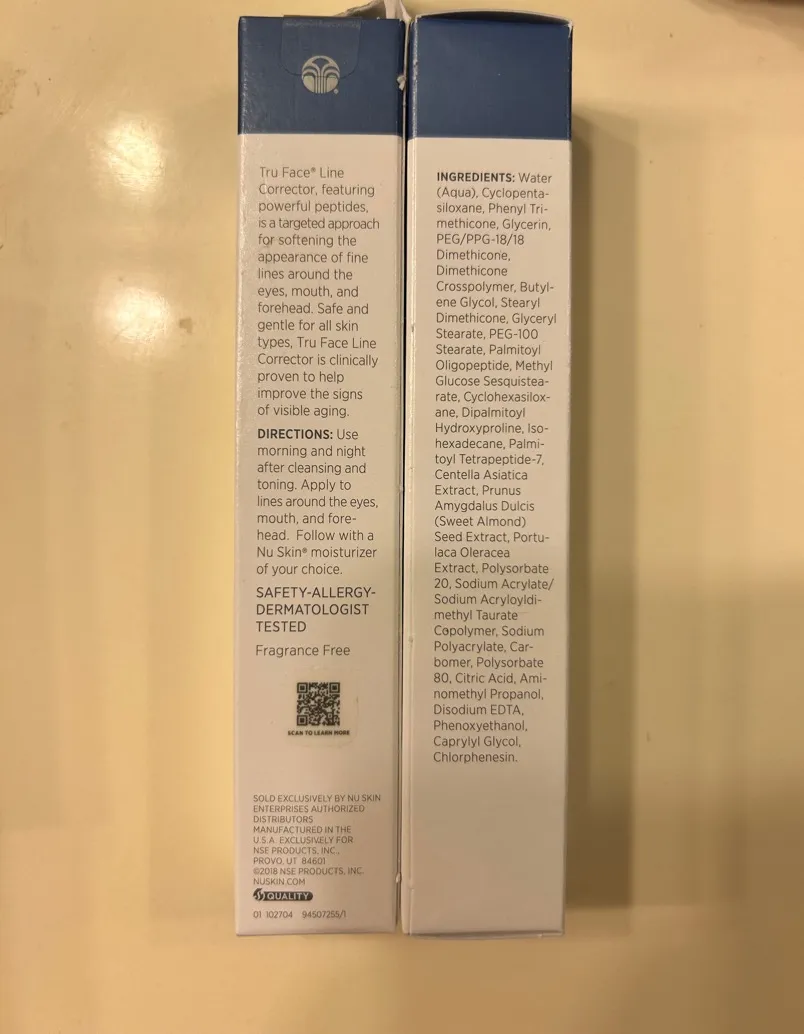 Tru Face® Line
Corrector, featuring
powerful peptides,
is a targeted approach
for softening the
appearance of fine
lines around the
eyes, mouth, and
forehead. Safe and
gentle for all skin
types, Tru Face Line
Corrector is clinically
proven to help
improve the signs
of visible aging.
DIRECTIONS: Use
morning and night
after cleansing and
toning. Apply to
lines around the eyes,
mouth, and fore-
head. Follow with a
Nu Skin® moisturizer
of your choice.
SAFETY-ALLERGY-
DERMATOLOGIST
TESTED
Fragrance Free
SCAN TO LEARN MORE
SOLD EXCLUSIVELY BY NU SKIN
ENTERPRISES AUTHORIZED
DISTRIBUTORS
MANUFACTURED IN THE
U.S.A. EXCLUSIVELY FOR
NSE PRODUCTS, INC.,
PROVO, UT 84601
©2018 NSE PRODUCTS, INC.
NUSKIN.COM
QUALITY
01 102704 94507255/1
INGREDIENTS: Water
(Aqua), Cyclopenta-
siloxane, Phenyl Tri-
methicone, Glycerin,
PEG/PPG-18/18
Dimethicone,
Dimethicone
Crosspolymer, Butyl-
ene Glycol, Stearyl
Dimethicone, Glyceryl
Stearate, PEG-100
Stearate, Palmitoyl
Oligopeptide, Methyl
Glucose Sesquistea-
rate, Cyclohexasilox-
ane, Dipalmitoyl
Hydroxyproline, Iso-
hexadecane, Palmi-
toyl Tetrapeptide-7,
Centella Asiatica
Extract, Prunus
Amygdalus Dulcis
(Sweet Almond)
Seed Extract, Portu-
laca Oleracea
Extract, Polysorbate
20, Sodium Acrylate/
Sodium Acryloyldi-
methyl Taurate
Copolymer, Sodium
Polyacrylate, Car-
bomer, Polysorbate
80, Citric Acid, Ami-
nomethyl Propanol,
Disodium EDTA,
Phenoxyethanol,
Caprylyl Glycol,
Chlorphenesin.